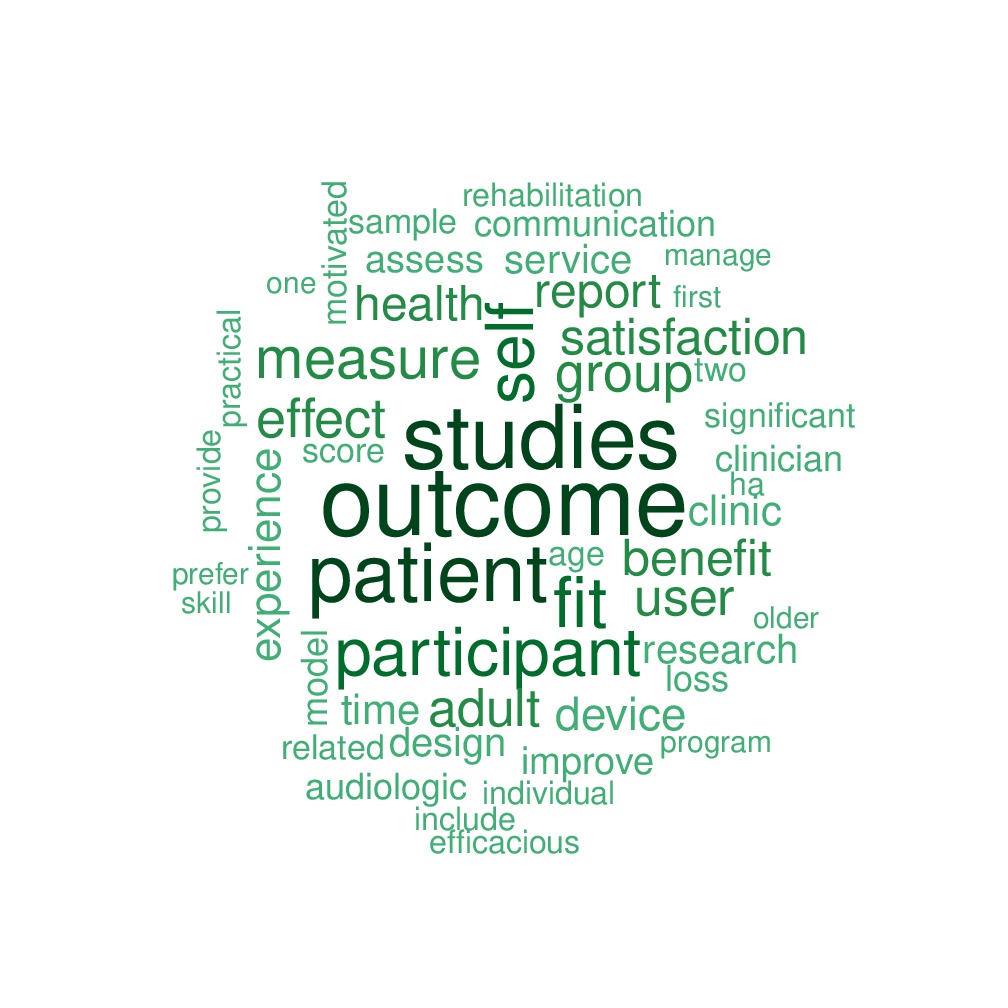 rehabilitation
motivated
sample
communication
assess
service
manage
one
health
report
first
self
practical
measure
satisfaction
group
two
effect
studies
significant
score
clinician
provide
experience
outcome
ha
clinic
patient
age
benefit
prefer
skill
fit
user
older
model
participant
research
loss
time
adult
device
related
design
improve
program
audiologic
individual
include
efficacious